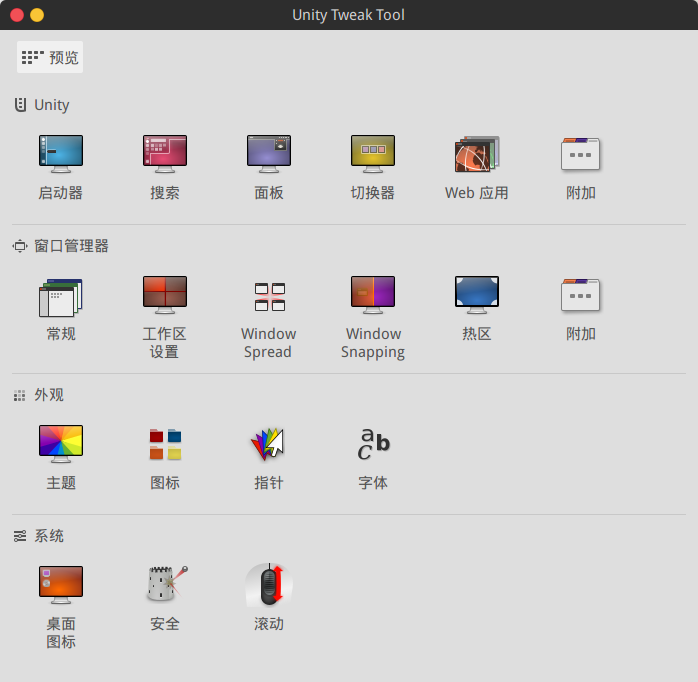 Unity Tweak Tool
预览
Unity
启动器
搜索
面板
切换器
Web 应用
附加
窗口管理器
常规
工作区
设置
Window
Spread
Window
Snapping
热区
附加
外观
主题
图标
指针
字体
系统
桌面
图标
安全
滚动